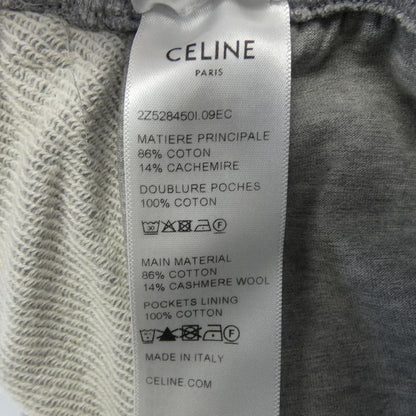 CELINE
PARIS
2Z528450I.09EC
MATIERE PRINCIPALE
86% COTON
14% CACHEMIRE
DOUBLURE POCHES
100% COTON
MAIN MATERIAL
86% COTTON
14% CASHMERE WOOL
POCKETS LINING
100% COTTON
MADE IN ITALY
CELINE.COM